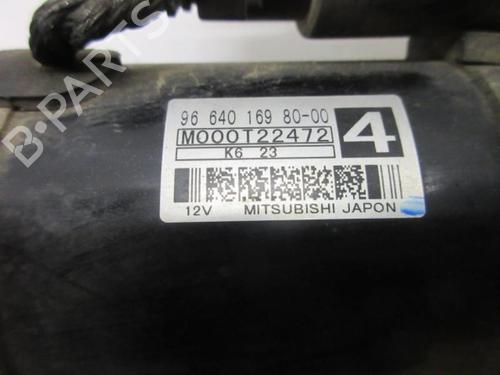 96 640 169 80-00
M000T22472
4
K6 23
12V MITSUBISHI JAPON
B-PARTS